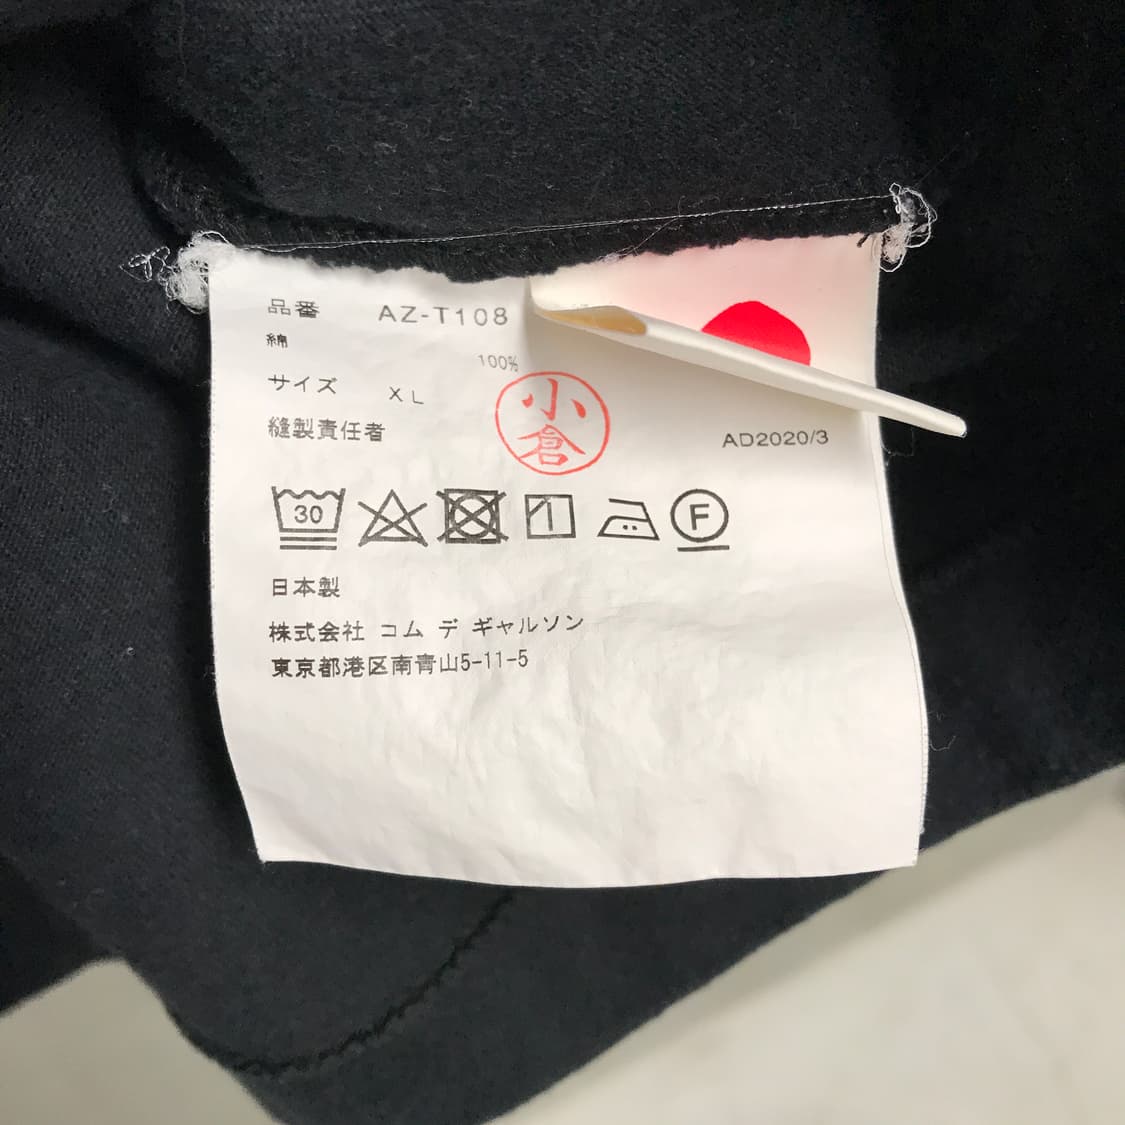 品番 AZ-T108
綿 100%
サイズ XL
縫製責任者 小倉
AD2020/3
30
F
日本製
株式会社 コム デ ギャルソン
東京都港区南青山5-11-5